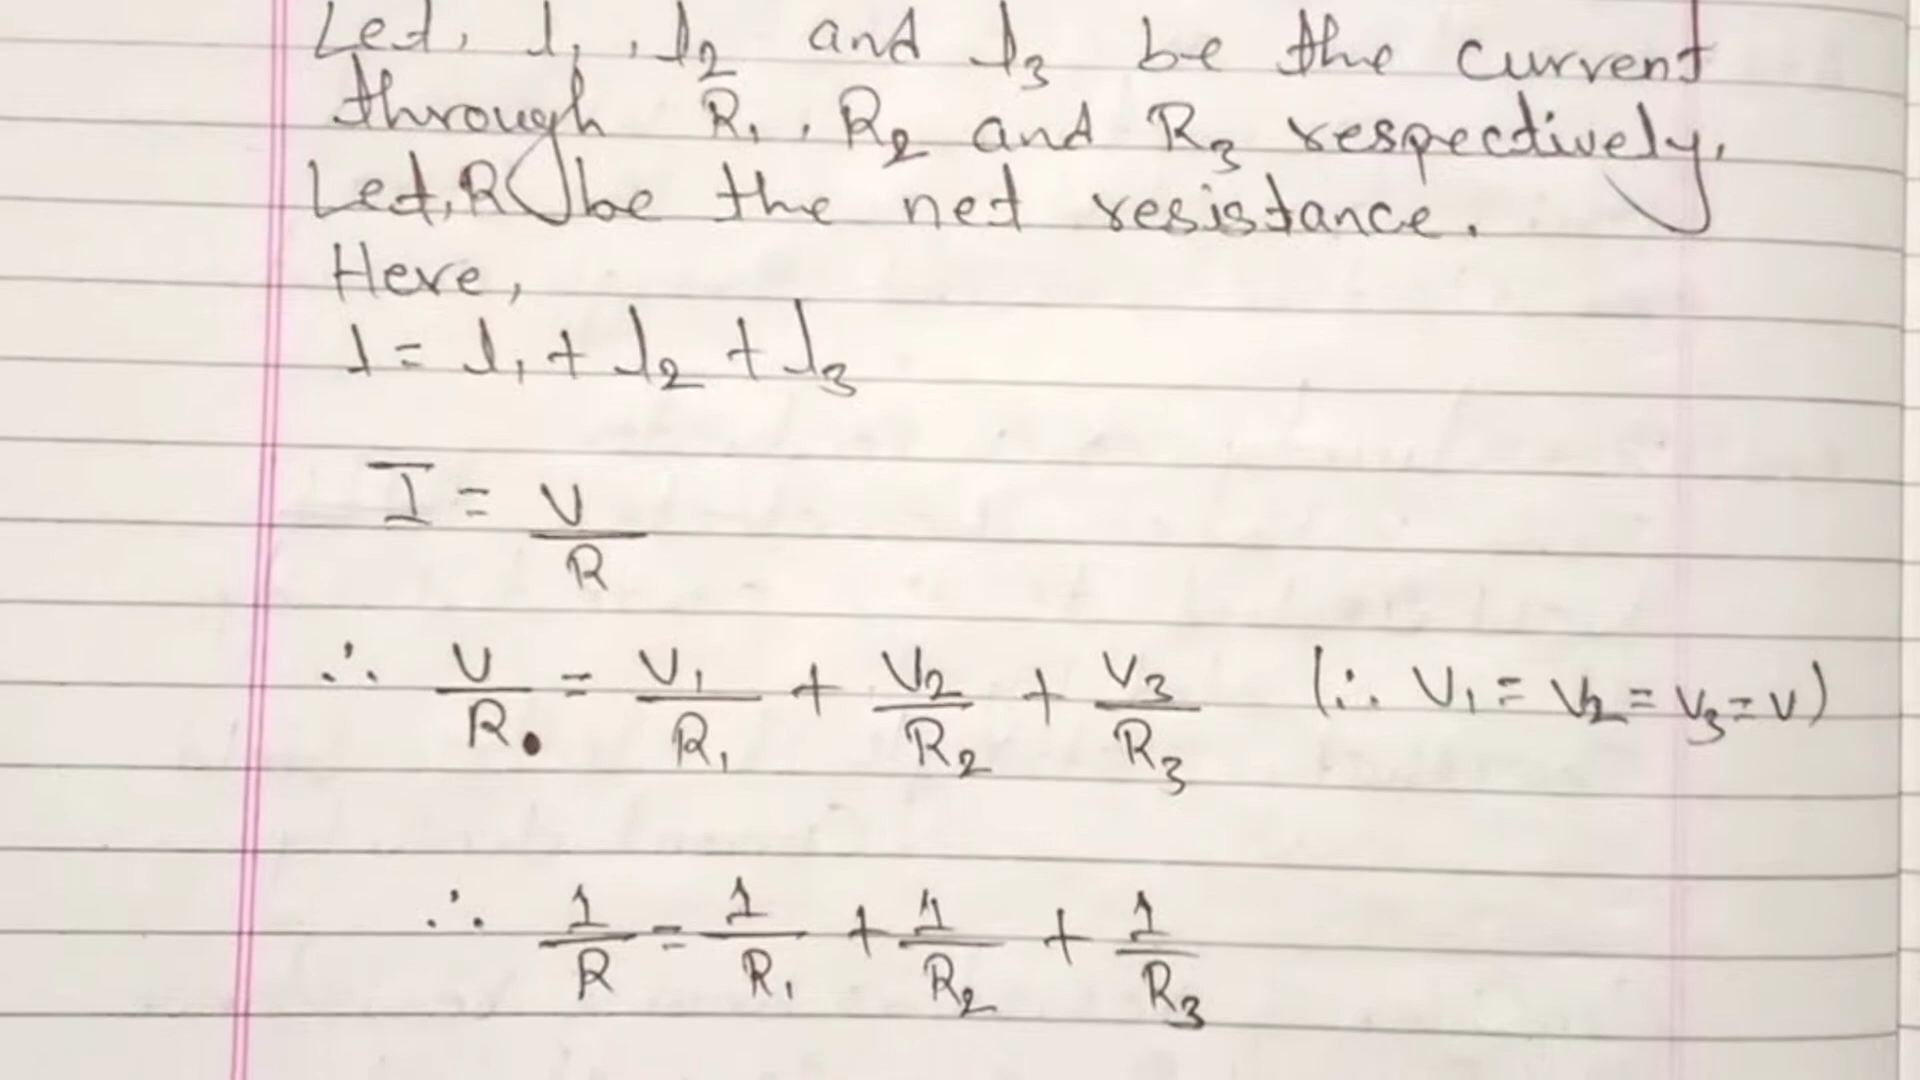 Let, I₁, I₂ and I₃ be the current
through R₁, R₂ and R₃ respectively.
Let, R be the net resistance.
Here,
I = I₁ + I₂ + I₃
I = V/R
∴ V/R = V₁/R₁ + V₂/R₂ + V₃/R₃ (∴ V₁ = V₂ = V₃ = V)
∴ 1/R = 1/R₁ + 1/R₂ + 1/R₃